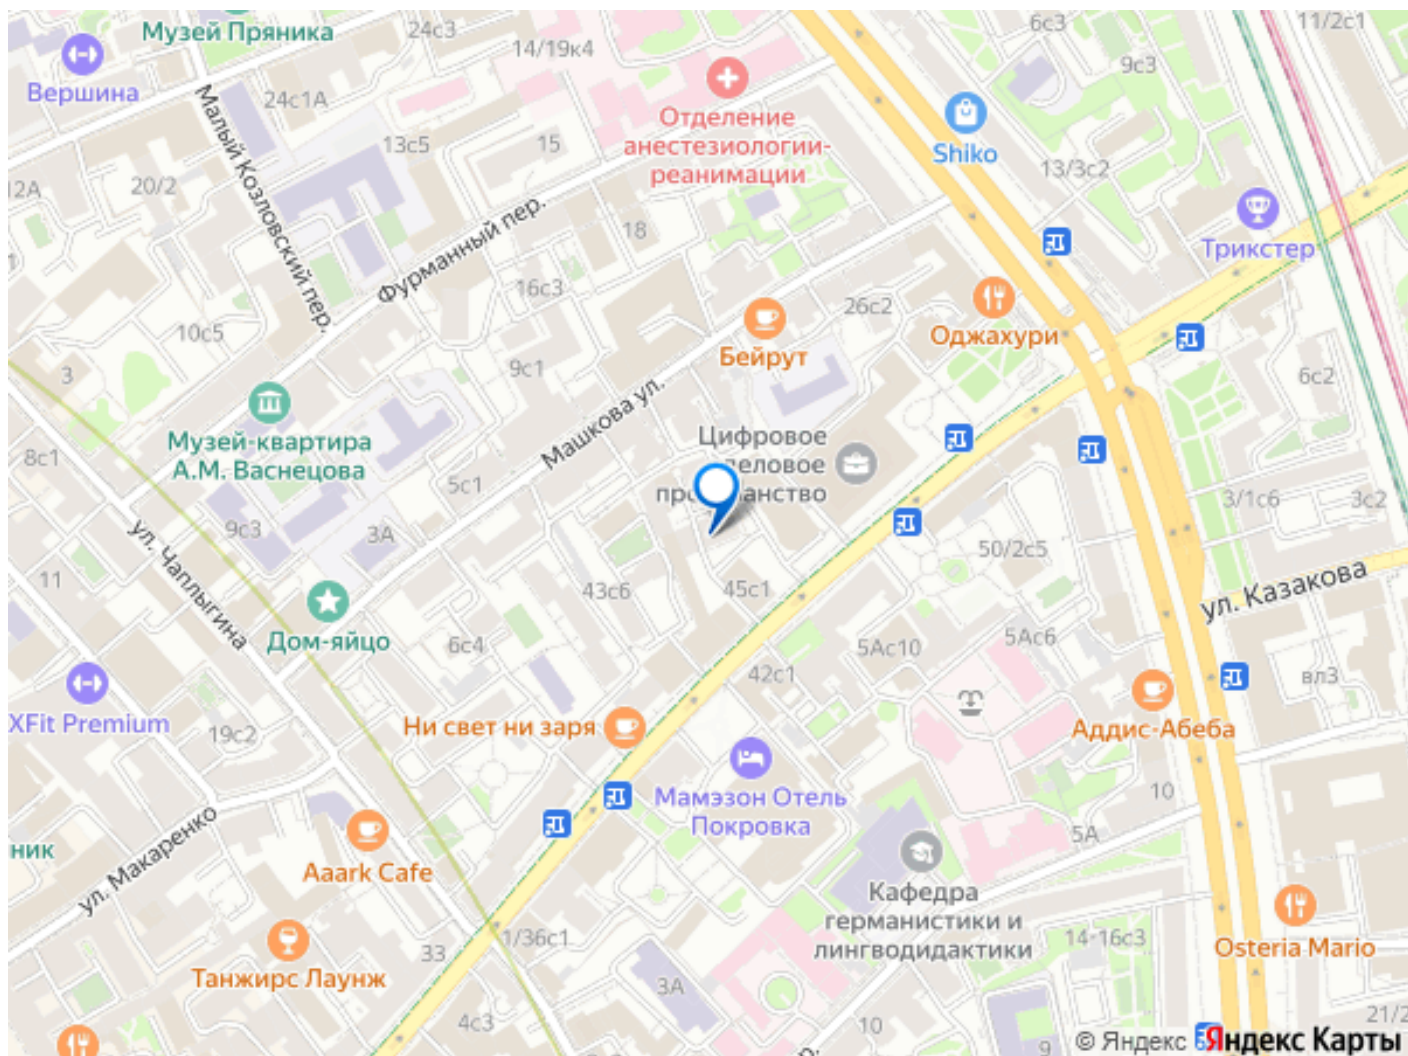 Музей Пряника
24с3
14/19к4
6с3
11/2с1
Вершина
24с1А
9с3
Малый Козловский пер.
13с5
15
Отделение
анестезиологии-
реанимации
Shiko
13/3с2
12А
20/2
Фурманный пер.
18
Трикстер
16с3
26с2
10с5
Оджахури
Бейрут
9с1
3
6с2
Машкова ул.
Музей-квартира
А.М. Васнецова
Цифровое
8с1
5с1
3/1с6
3с2
9с3
3А
50/2с5
11
ул. Чаплыгина
43с6
45с1
ул. Казакова
Дом-яйцо
6с4
5Ас10
5Ас6
42с1
вл3
XFit Premium
19с2
Ни свет ни заря
Аддис-Абеба
Мамэзон Отель
Покровка
10
5А
ник
ул. Макаренко
Aaark Cafe
Кафедра
германистики и
лингводидактики
33
1/36с1
14-16с3
Osteria Mario
Танжирс Лаунж
3А
4с3
10
9
21/2
© Яндекс
Яндекс Карты